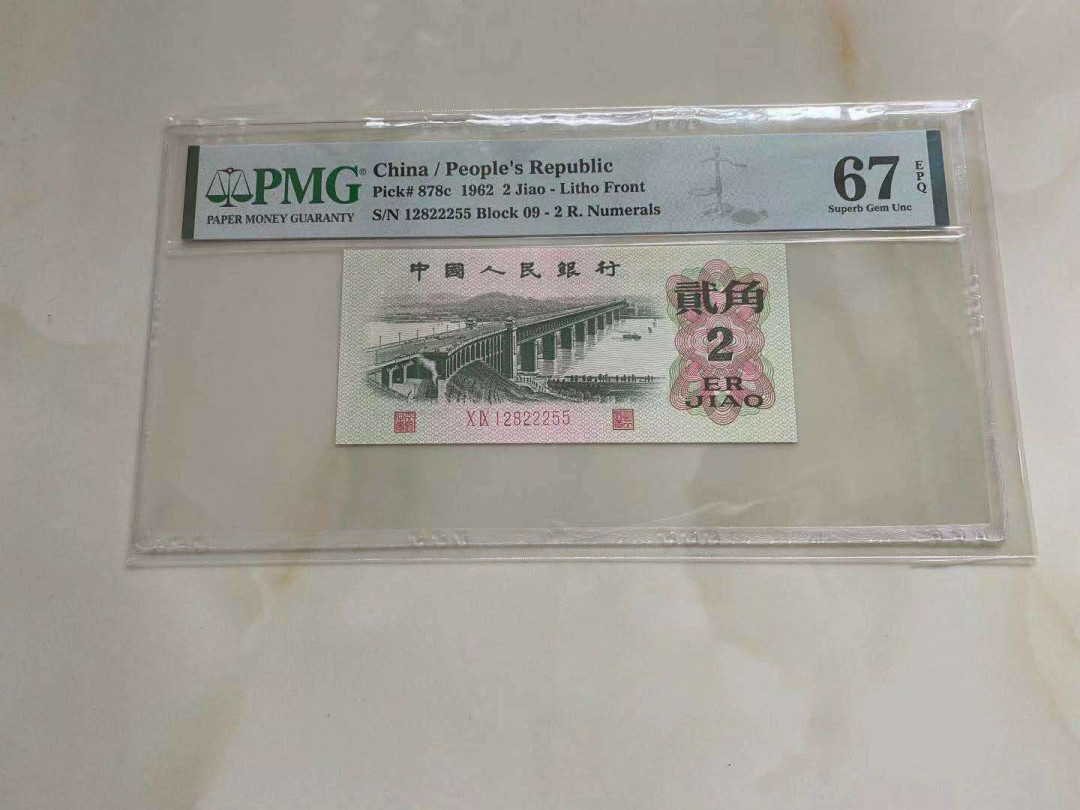 PMG®
PAPER MONEY GUARANTY
China / People's Republic
Pick# 878c 1962 2 Jiao - Litho Front
S/N 12822255 Block 09 - 2 R. Numerals
67
EPQ
Superb Gem Unc
中國人民銀行
貳角
2
ER
JIAO
X IX 12822255